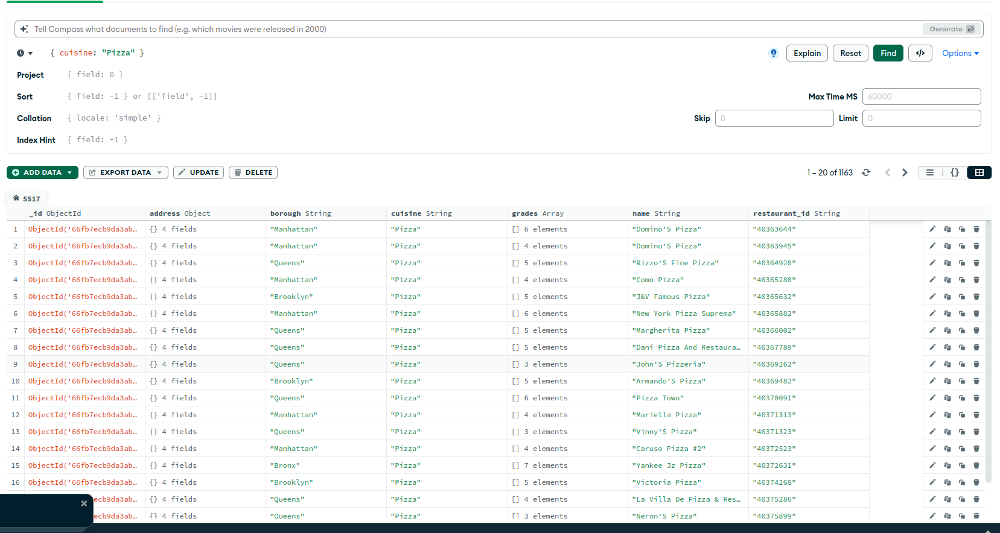 Tell Compass what documents to find (e.g. which movies were released in 2000) Generate
{ cuisine: "Pizza" } Explain Reset Find </> Options
Project { field: 0 }
Sort { field: -1 } or [['field', -1]] Max Time MS 60000
Collation { locale: 'simple' } Skip 0 Limit 0
Index Hint { field: -1 }
ADD DATA EXPORT DATA UPDATE DELETE 1 – 20 of 1163 {}
5517
_id ObjectId address Object borough String cuisine String grades Array name String restaurant_id String
1 ObjectId('66fb7ecb9da3ab… {} 4 fields "Manhattan" "Pizza" [] 6 elements "Domino'S Pizza" "40363644"
2 ObjectId('66fb7ecb9da3ab… {} 4 fields "Manhattan" "Pizza" [] 4 elements "Domino'S Pizza" "40363945"
3 ObjectId('66fb7ecb9da3ab… {} 4 fields "Queens" "Pizza" [] 5 elements "Rizzo'S Fine Pizza" "40364920"
4 ObjectId('66fb7ecb9da3ab… {} 4 fields "Manhattan" "Pizza" [] 4 elements "Como Pizza" "40365280"
5 ObjectId('66fb7ecb9da3ab… {} 4 fields "Brooklyn" "Pizza" [] 5 elements "J&V Famous Pizza" "40365632"
6 ObjectId('66fb7ecb9da3ab… {} 4 fields "Manhattan" "Pizza" [] 6 elements "New York Pizza Suprema" "40365882"
7 ObjectId('66fb7ecb9da3ab… {} 4 fields "Queens" "Pizza" [] 5 elements "Margherita Pizza" "40366002"
8 ObjectId('66fb7ecb9da3ab… {} 4 fields "Queens" "Pizza" [] 5 elements "Dani Pizza And Restaura… "40367789"
9 ObjectId('66fb7ecb9da3ab… {} 4 fields "Queens" "Pizza" [] 3 elements "John'S Pizzeria" "40369262"
10 ObjectId('66fb7ecb9da3ab… {} 4 fields "Brooklyn" "Pizza" [] 5 elements "Armando'S Pizza" "40369482"
11 ObjectId('66fb7ecb9da3ab… {} 4 fields "Queens" "Pizza" [] 6 elements "Pizza Town" "40370091"
12 ObjectId('66fb7ecb9da3ab… {} 4 fields "Manhattan" "Pizza" [] 4 elements "Mariella Pizza" "40371313"
13 ObjectId('66fb7ecb9da3ab… {} 4 fields "Queens" "Pizza" [] 3 elements "Vinny'S Pizza" "40371323"
14 ObjectId('66fb7ecb9da3ab… {} 4 fields "Manhattan" "Pizza" [] 4 elements "Caruso Pizza #2" "40372523"
15 ObjectId('66fb7ecb9da3ab… {} 4 fields "Bronx" "Pizza" [] 7 elements "Yankee Jz Pizza" "40372631"
16 ObjectId('66fb7ecb9da3ab… {} 4 fields "Brooklyn" "Pizza" [] 5 elements "Victoria Pizza" "40374268"
ecb9da3ab… {} 4 fields "Queens" "Pizza" [] 4 elements "La Villa De Pizza & Res… "40375286"
ecb9da3ab… {} 4 fields "Queens" "Pizza" [] 3 elements "Neron'S Pizza" "40375899"